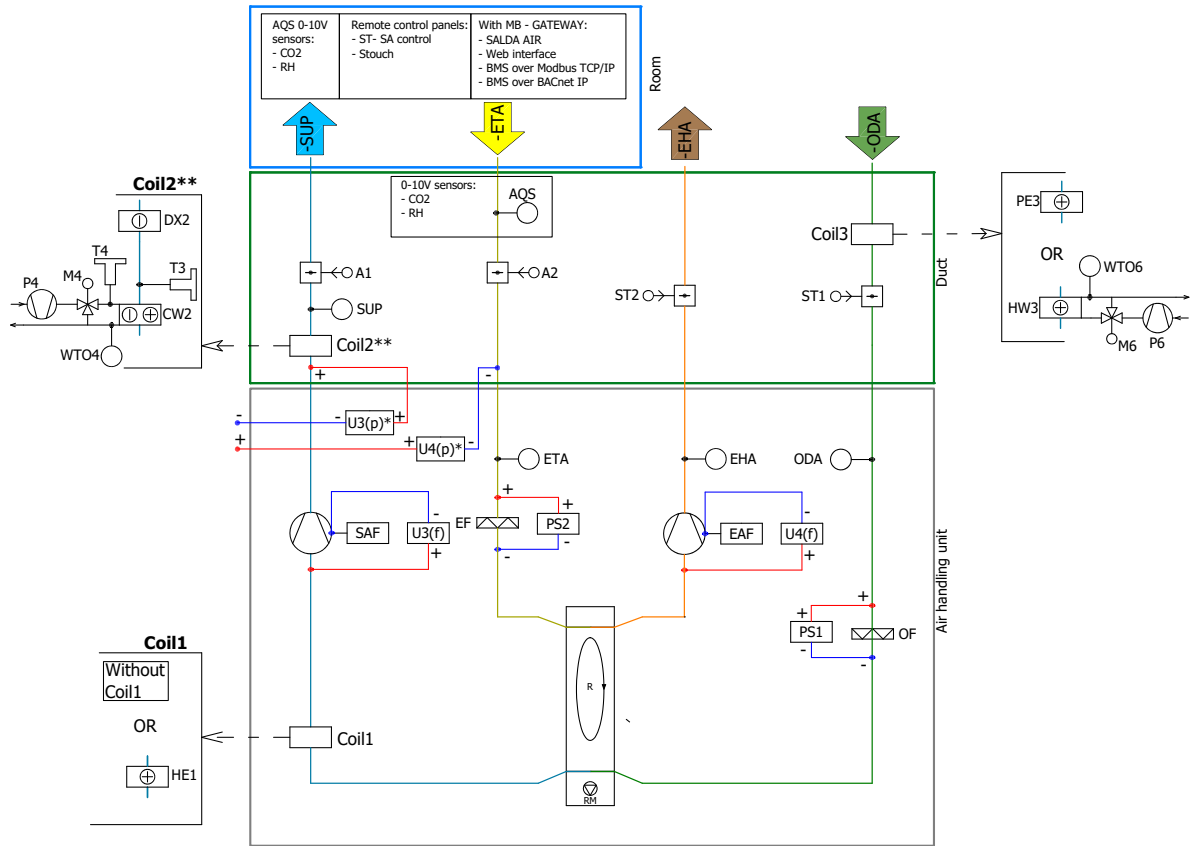 AQS 0-10V
sensors:
- CO2
- RH
Remote control panels:
- ST- SA control
- Stouch
With MB - GATEWAY:
- SALDA AIR
- Web interface
- BMS over Modbus TCP/IP
- BMS over BACnet IP
Room
-SUP
-ETA
-EHA
-ODA
Coil2**
DX2
T4
T3
M4
P4
CW2
WTO4
0-10V sensors:
- CO2
- RH
AQS
A1
A2
SUP
Coil2**
ST2
ST1
Coil3
Duct
PE3
OR
WTO6
HW3
M6
P6
+
-
-
- U3(p)* +
+
+ U4(p)* -
ETA
EHA
ODA
SAF
-
U3(f)
+
EF
+
+
PS2
-
-
EAF
-
U4(f)
+
Air handling unit
+
+
PS1
OF
-
-
R
RM
Coil1
Without
Coil1
OR
HE1
Coil1